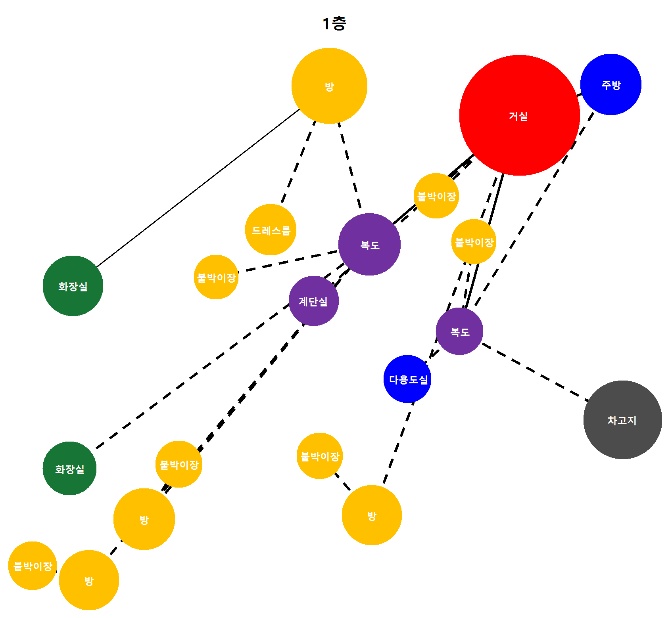 1층
방
거실
주방
붙박이장
드레스룸
복도
붙박이장
붙박이장
화장실
계단실
복도
다용도실
차고지
붙박이장
붙박이장
화장실
방
방
붙박이장
방